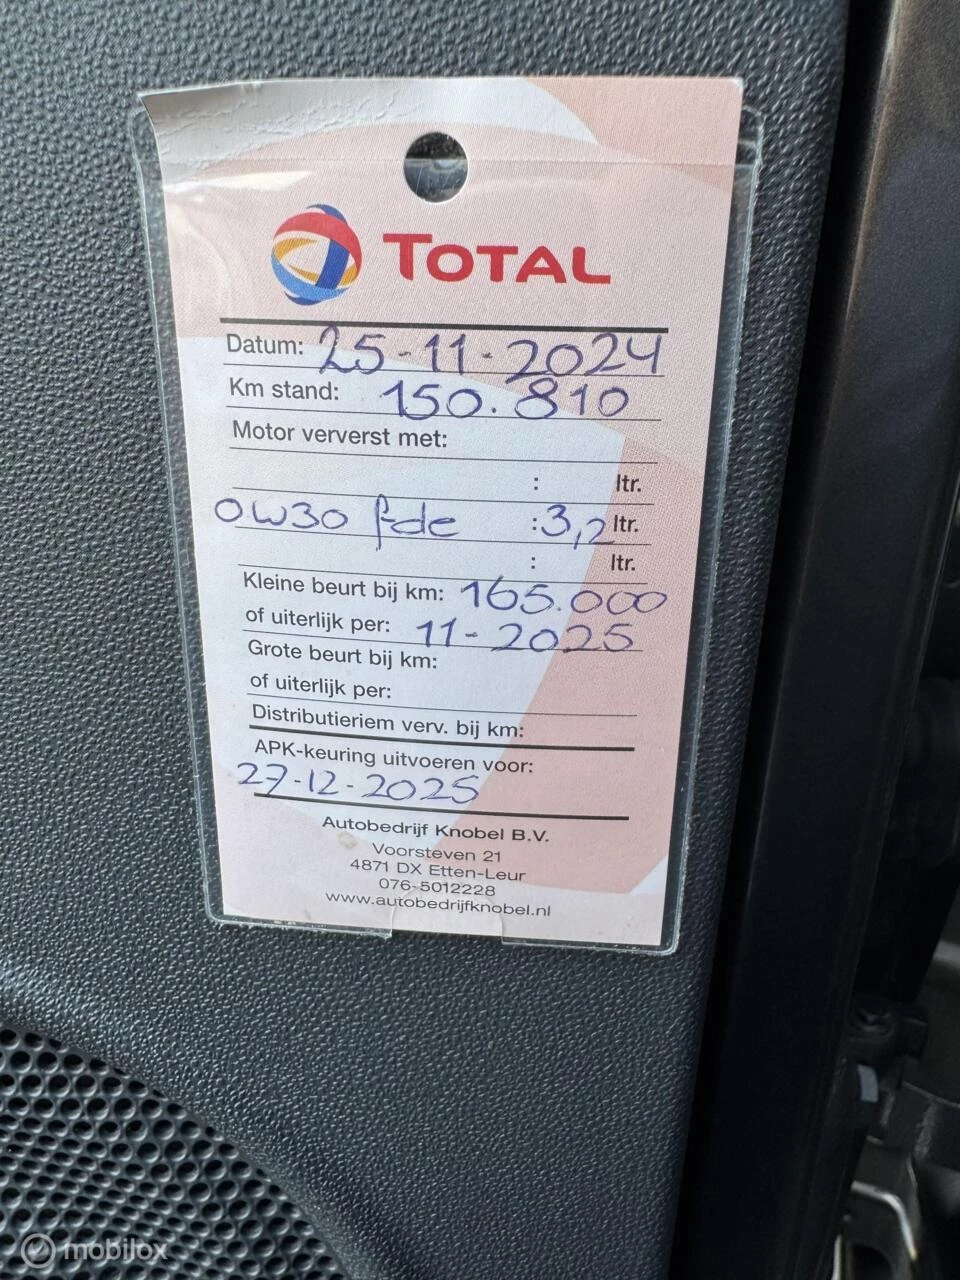 TOTAL
Datum: 25-11-2024
Km stand: 150.810
Motor ververst met:
: ltr.
0W30 fde : 3,2 ltr.
: ltr.
Kleine beurt bij km: 165.000
of uiterlijk per: 11-2025
Grote beurt bij km:
of uiterlijk per:
Distributieriem verv. bij km:
APK-keuring uitvoeren voor:
27-12-2025
Autobedrijf Knobel B.V.
Voorsteven 21
4871 DX Etten-Leur
076-5012228
www.autobedrijfknobel.nl
mobilox